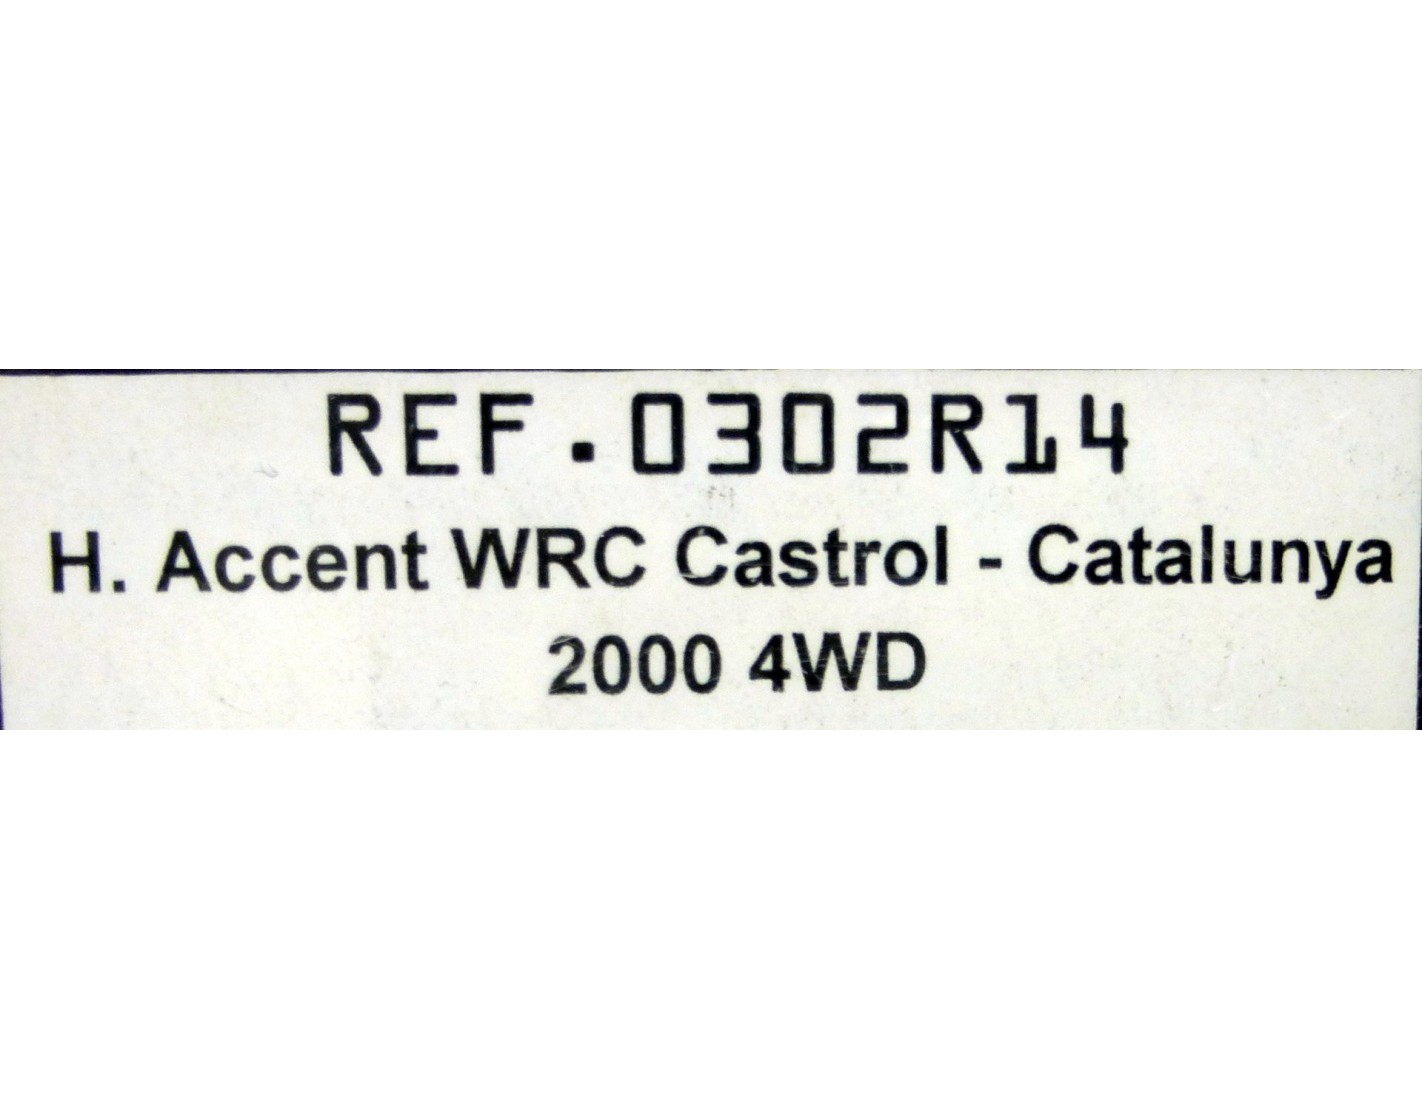 REF.0302R14
H. Accent WRC Castrol - Catalunya
2000 4WD